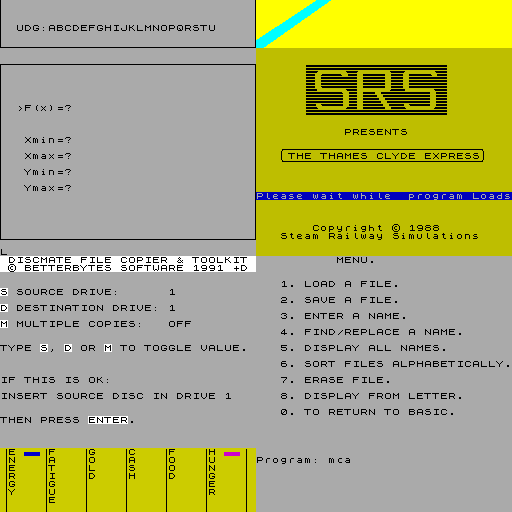 UDG:ABCDEFGHIJKLMNOPQRSTU
>F(x)=?
Xmin=?
Xmax=?
Ymin=?
Ymax=?
L
SRS
PRESENTS
THE THAMES CLYDE EXPRESS
Please wait while program Loads
Copyright © 1988
Steam Railway Simulations
DISCMATE FILE COPIER & TOOLKIT
© BETTERBYTES SOFTWARE 1991 +D
S SOURCE DRIVE: 1
D DESTINATION DRIVE: 1
M MULTIPLE COPIES: OFF
TYPE S, D OR M TO TOGGLE VALUE.
IF THIS IS OK:
INSERT SOURCE DISC IN DRIVE 1
THEN PRESS ENTER.
ENERGY
FATIGUE
GOLD
CASH
FOOD
HUNGER
MENU.
1. LOAD A FILE.
2. SAVE A FILE.
3. ENTER A NAME.
4. FIND/REPLACE A NAME.
5. DISPLAY ALL NAMES.
6. SORT FILES ALPHABETICALLY.
7. ERASE FILE.
8. DISPLAY FROM LETTER.
0. TO RETURN TO BASIC.
Program: mca